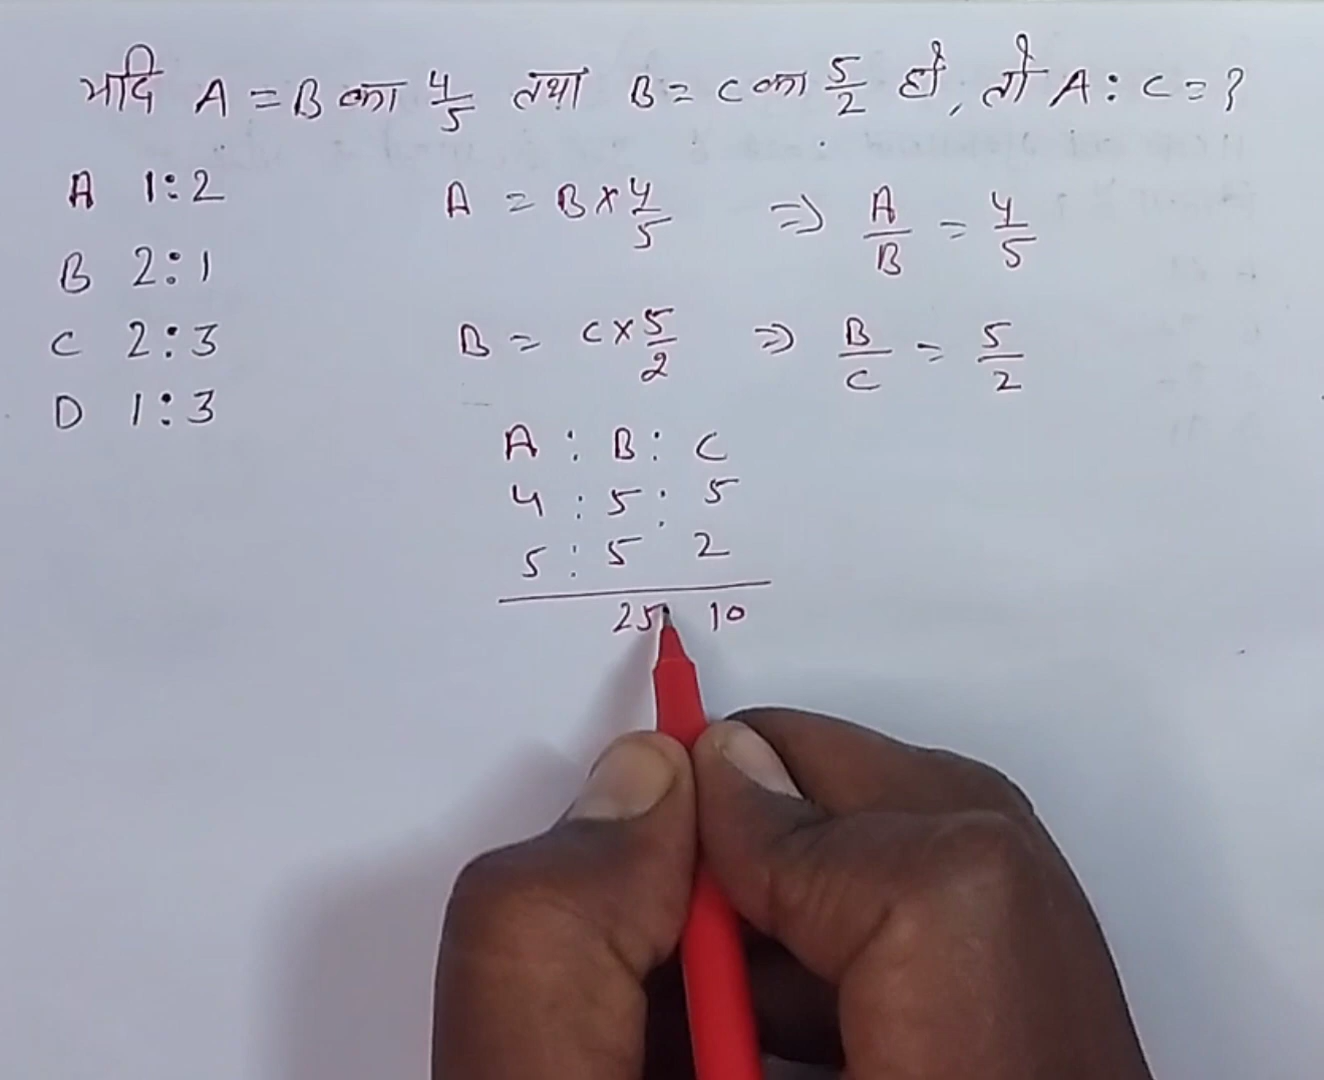 यदि A = B का 4/5 तथा B = C का 5/2 हो, तो A : C = ?
A 1:2
B 2:1
C 2:3
D 1:3
A = B × 4/5 ⇒ A/B = 4/5
B = C × 5/2 ⇒ B/C = 5/2
A : B : C
4 : 5 : 5
5 : 5 2
25 10